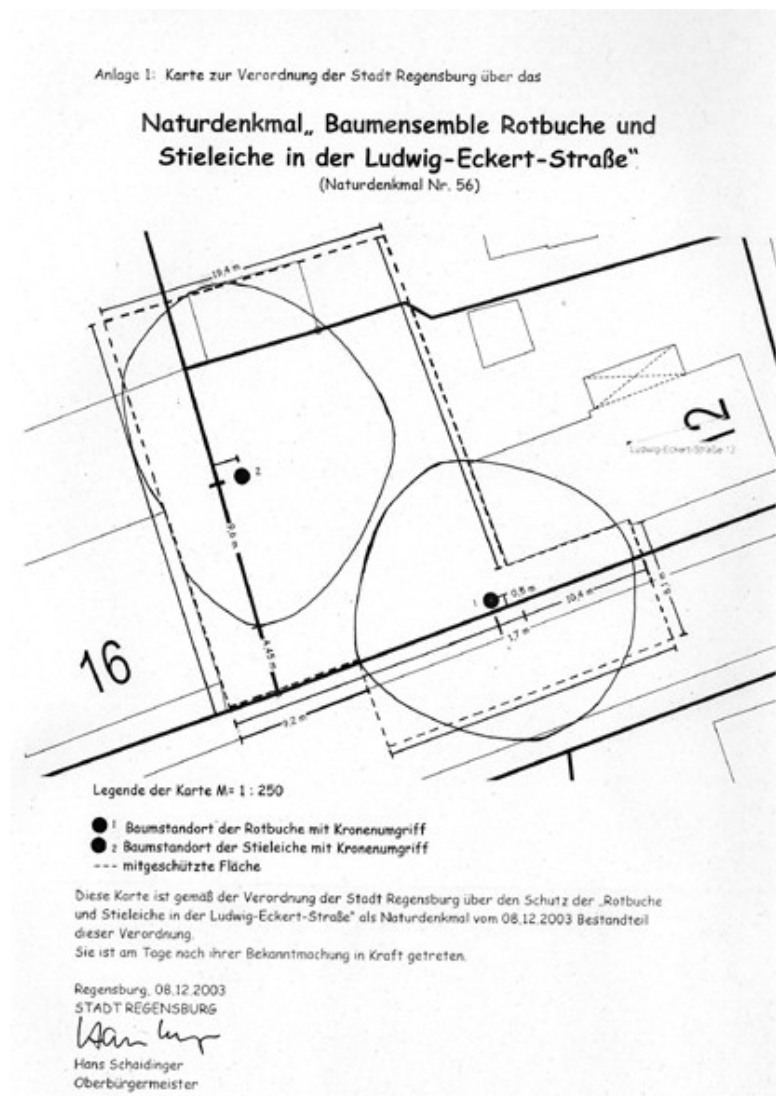 Anlage 1: Karte zur Verordnung der Stadt Regensburg über das
Naturdenkmal„ Baumensemble Rotbuche und
Stieleiche in der Ludwig-Eckert-Straße“
(Naturdenkmal Nr. 56)
19,4 m
12
Ludwig-Eckert-Straße 12
2
9,6 m
1
0,8 m
10,4 m
1,7 m
4,45 m
16
9,2 m
Legende der Karte M= 1 : 250
1 Baumstandort der Rotbuche mit Kronenumgriff
2 Baumstandort der Stieleiche mit Kronenumgriff
--- mitgeschützte Fläche
Diese Karte ist gemäß der Verordnung der Stadt Regensburg über den Schutz der „Rotbuche
und Stieleiche in der Ludwig-Eckert-Straße“ als Naturdenkmal vom 08.12.2003 Bestandteil
dieser Verordnung.
Sie ist am Tage nach ihrer Bekanntmachung in Kraft getreten.
Regensburg, 08.12.2003
STADT REGENSBURG
Hans Schaidinger
Oberbürgermeister